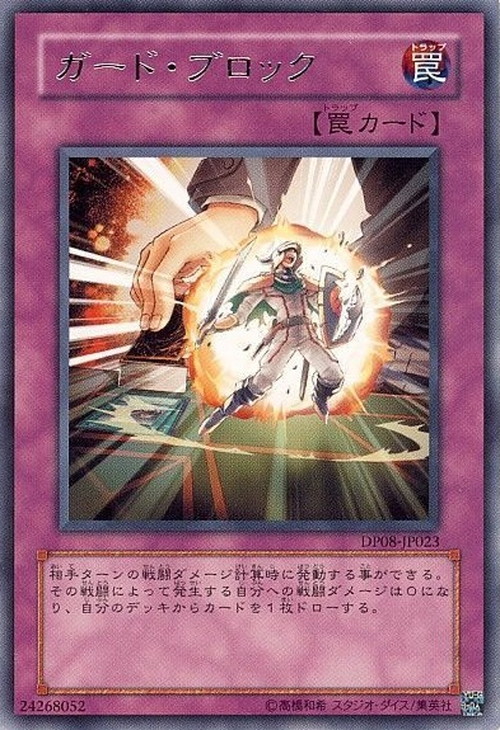 ガード・ブロック
トラップ
罠
トラップ
【罠カード】
DP08-JP023
相手ターンの戦闘ダメージ計算時に発動する事ができる。
その戦闘によって発生する自分への戦闘ダメージは0にな
り、自分のデッキからカードを1枚ドローする。
24268052
©高橋和希 スタジオ・ダイス/集英社